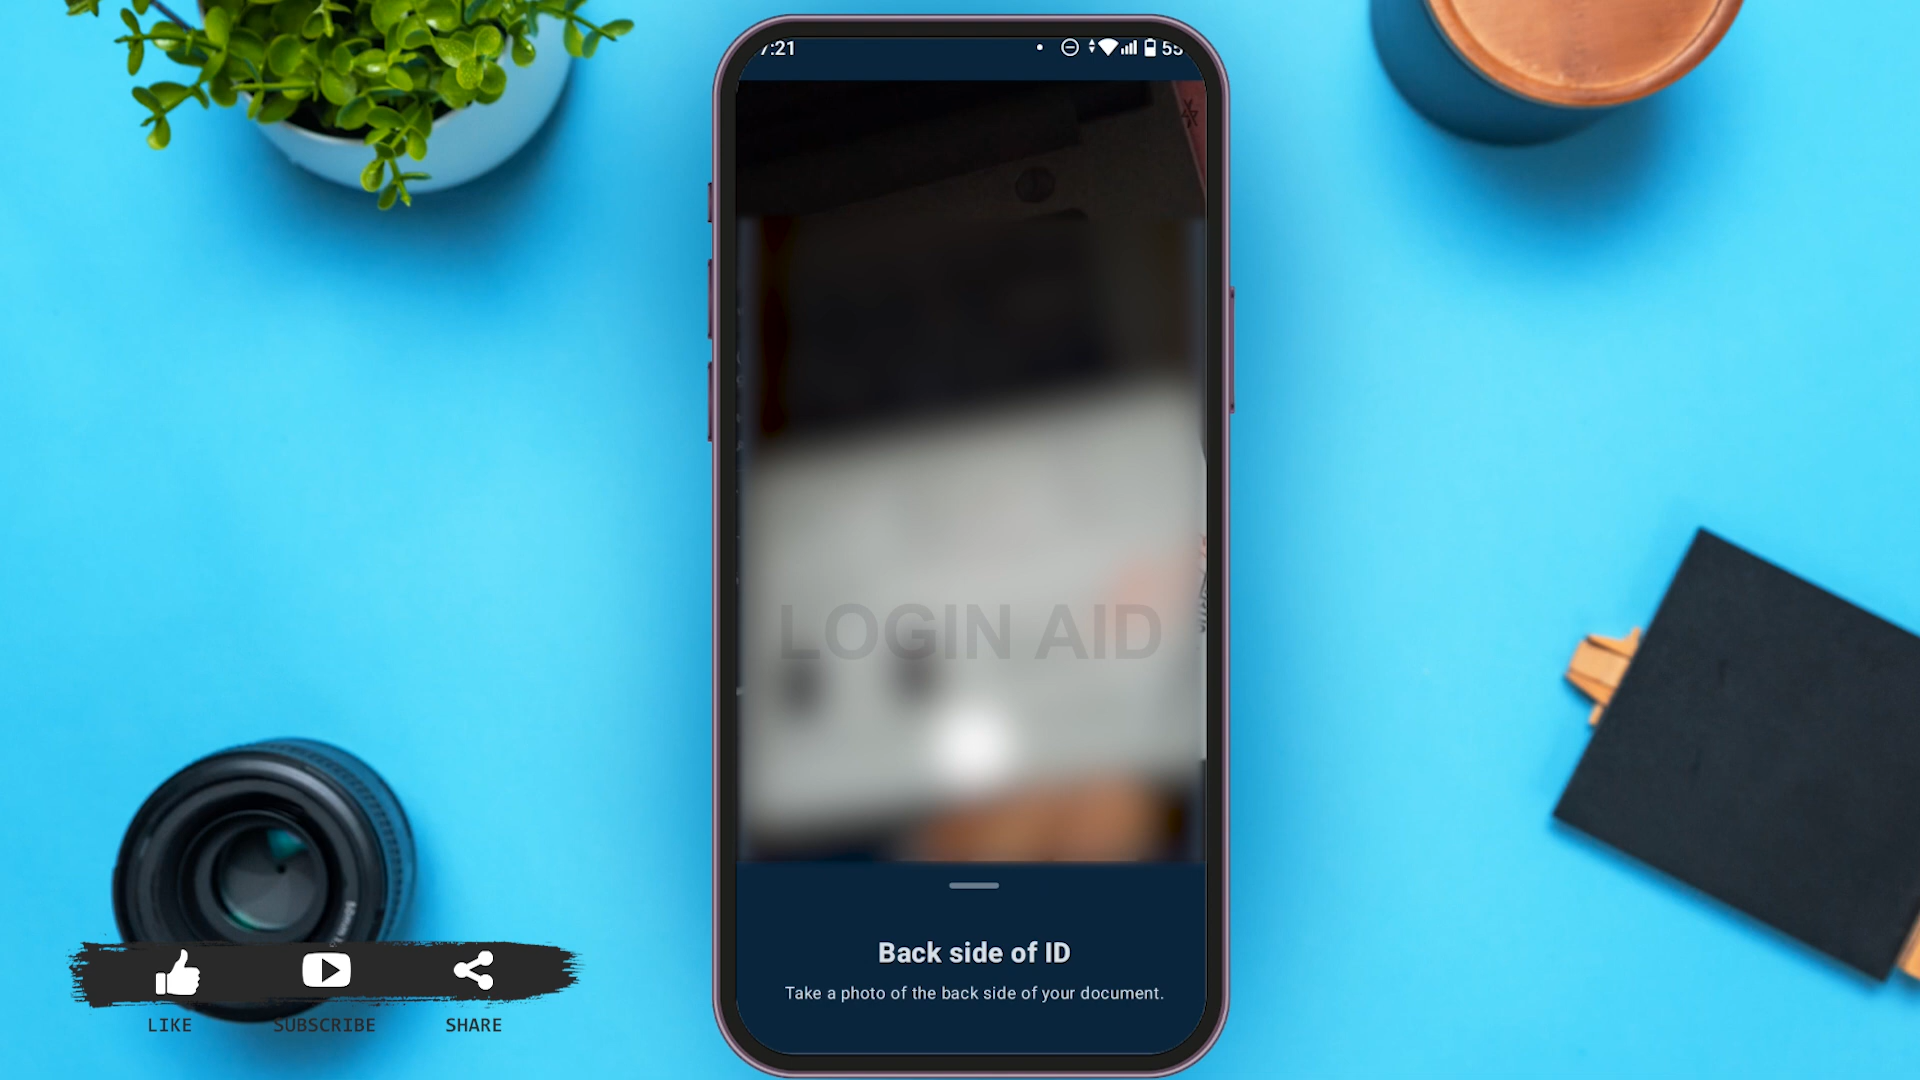 7:21
55
LOGIN AID
Back side of ID
Take a photo of the back side of your document.
LIKE
SUBSCRIBE
SHARE